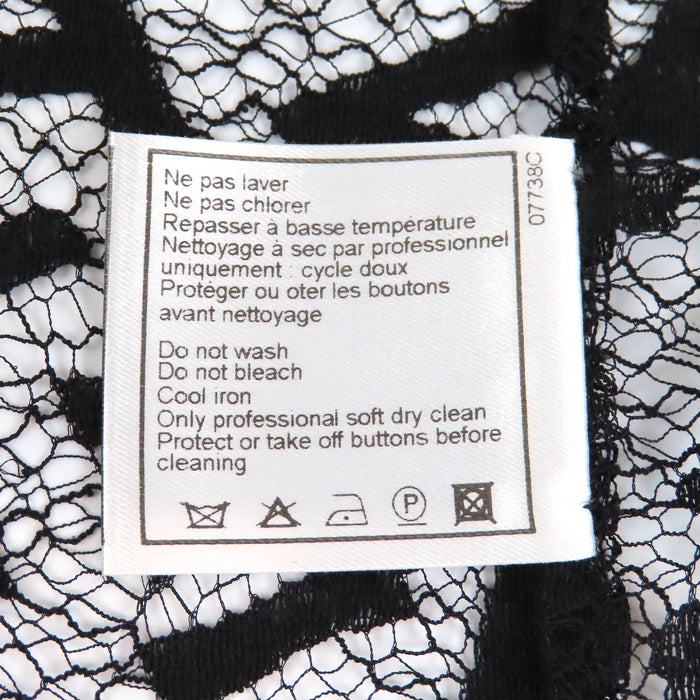 Ne pas laver
Ne pas chlorer
Repasser à basse température
Nettoyage à sec par professionnel
uniquement : cycle doux
Protéger ou oter les boutons
avant nettoyage
Do not wash
Do not bleach
Cool iron
Only professional soft dry clean
Protect or take off buttons before
cleaning
P
07738C